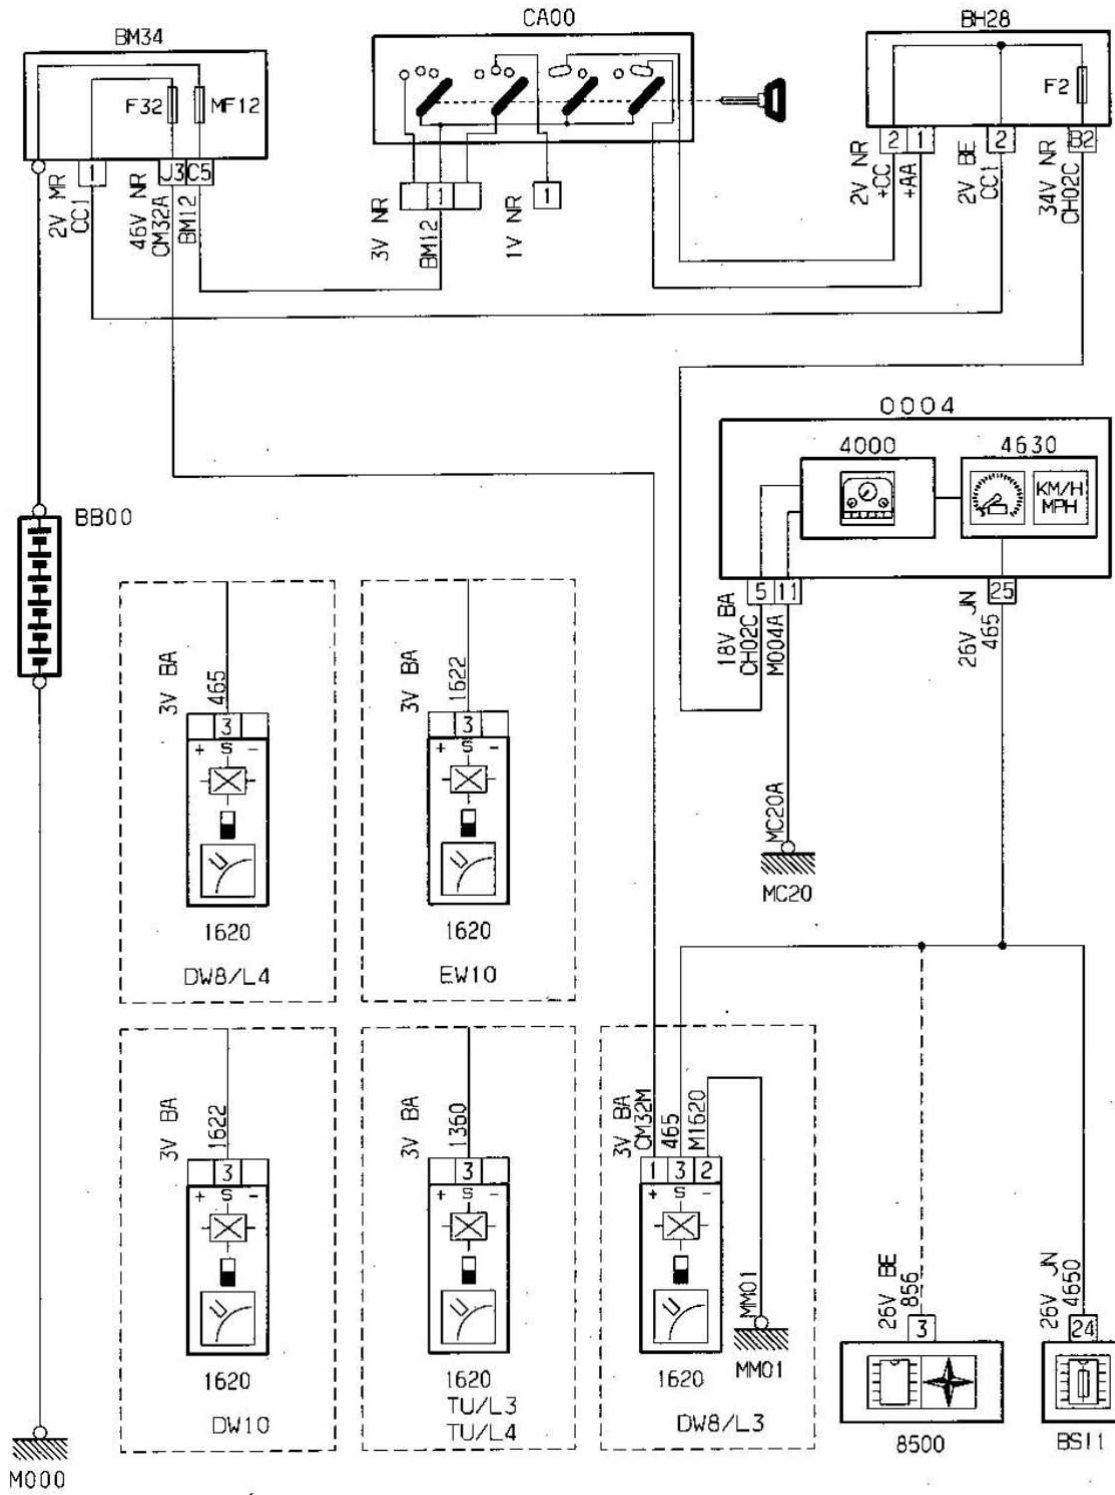 CA00
BH28
BM34
F32
MF12
F2
1
U3
C5
2
1
2
B2
2V MR
CC1
46V NR
CM32A
BM12
3V NR
1
BM12
1V NR
1
2V NR
+CC
+AA
2V BE
CC1
34V NR
CH02C
0004
4000
4630
KM/H
MPH
BB00
5
11
25
18V BA
CH02C
M004A
26V JN
465
3V BA
465
3
+ S -
1620
DW8/L4
3V BA
1622
3
+ S -
1620
EW10
MC20A
MC20
3V BA
1622
3
+ S -
1620
DW10
3V BA
1360
3
+ S -
1620
TU/L3
TU/L4
3V BA
CM32M
465
M1620
1
3
2
+ S -
1620
DW8/L3
MM01
MM01
26V BE
856
3
8500
26V JN
4650
24
BSI1
M000